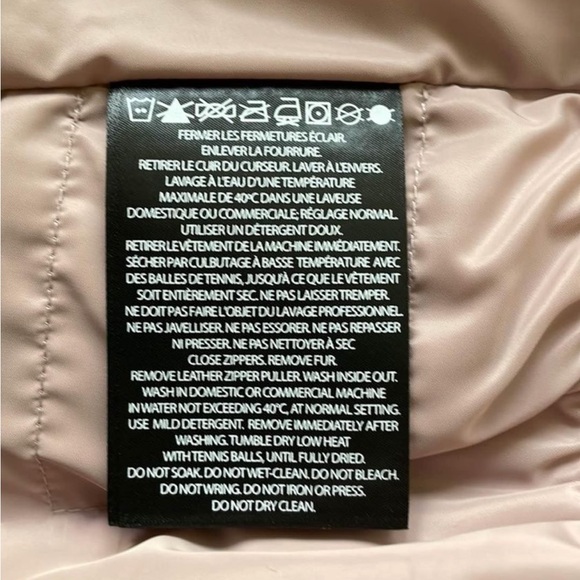 FERMER LES FERMETURES ÉCLAIR.
ENLEVER LA FOURRURE.
RETIRER LE CUIR DU CURSEUR. LAVER À L'ENVERS.
LAVAGE À L'EAU D'UNE TEMPÉRATURE
MAXIMALE DE 40°C DANS UNE LAVEUSE
DOMESTIQUE OU COMMERCIALE; RÉGLAGE NORMAL.
UTILISER UN DÉTERGENT DOUX.
RETIRER LE VÊTEMENT DE LA MACHINE IMMÉDIATEMENT.
SÉCHER PAR CULBUTAGE À BASSE TEMPÉRATURE AVEC
DES BALLES DE TENNIS, JUSQU'À CE QUE LE VÊTEMENT
SOIT ENTIÈREMENT SEC. NE PAS LAISSER TREMPER.
NE DOIT PAS FAIRE L'OBJET DU LAVAGE PROFESSIONNEL.
NE PAS JAVELLISER. NE PAS ESSORER. NE PAS REPASSER
NI PRESSER. NE PAS NETTOYER À SEC
CLOSE ZIPPERS. REMOVE FUR.
REMOVE LEATHER ZIPPER PULLER. WASH INSIDE OUT.
WASH IN DOMESTIC OR COMMERCIAL MACHINE
IN WATER NOT EXCEEDING 40°C, AT NORMAL SETTING.
USE MILD DETERGENT. REMOVE IMMEDIATELY AFTER
WASHING. TUMBLE DRY LOW HEAT
WITH TENNIS BALLS, UNTIL FULLY DRIED.
DO NOT SOAK. DO NOT WET-CLEAN. DO NOT BLEACH.
DO NOT WRING. DO NOT IRON OR PRESS.
DO NOT DRY CLEAN.